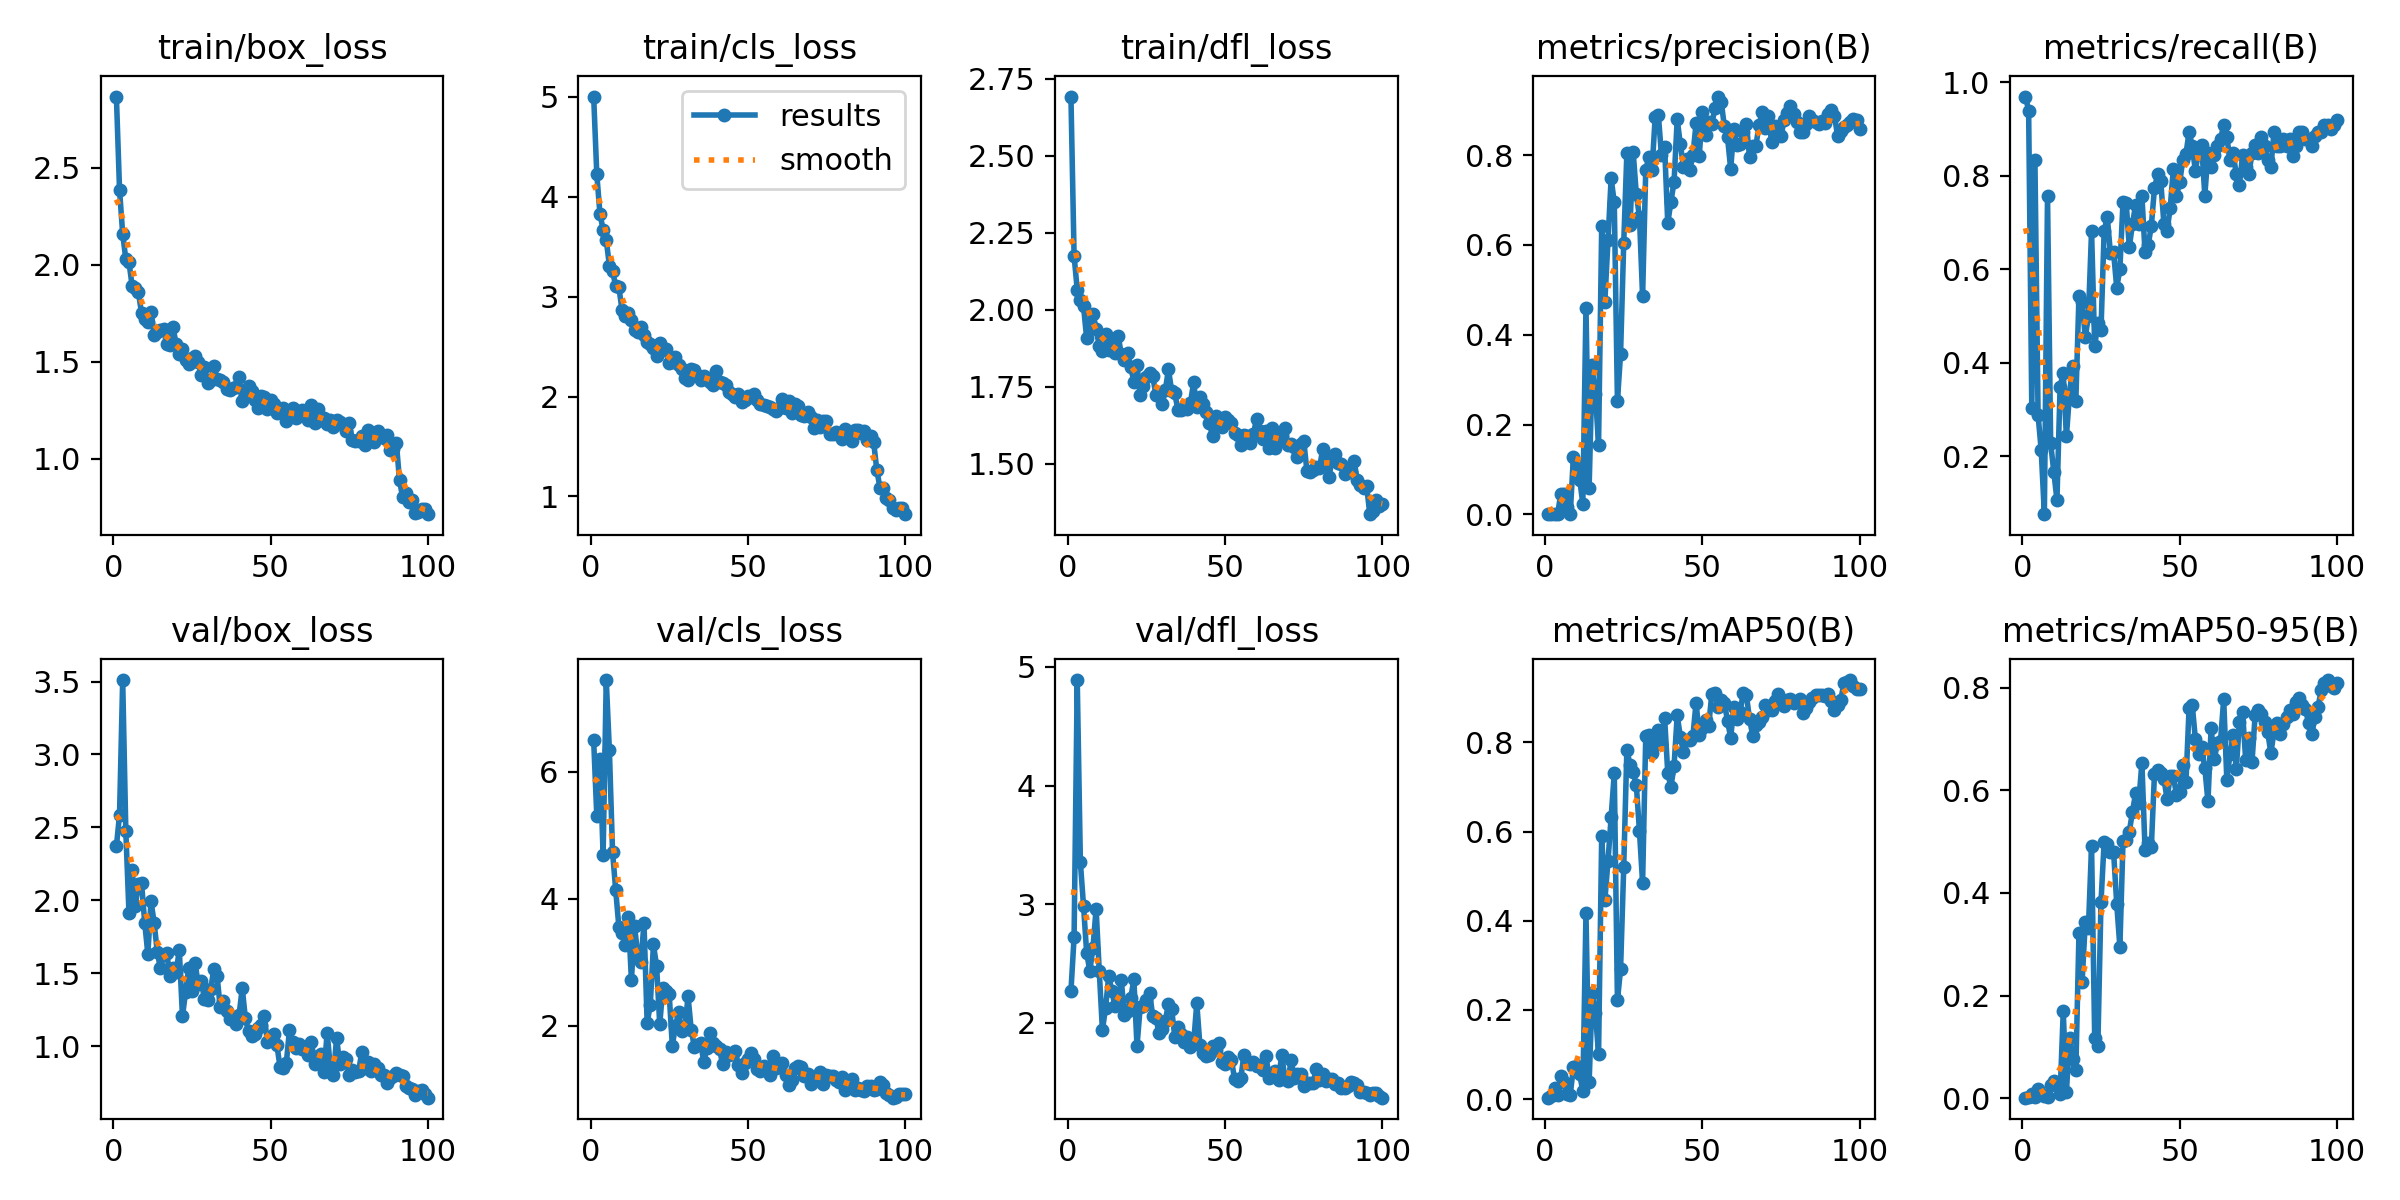 train/box_loss
2.5
2.0
1.5
1.0
0 50 100
train/cls_loss
results
smooth
5
4
3
2
1
0 50 100
train/dfl_loss
2.75
2.50
2.25
2.00
1.75
1.50
0 50 100
metrics/precision(B)
0.8
0.6
0.4
0.2
0.0
0 50 100
metrics/recall(B)
1.0
0.8
0.6
0.4
0.2
0 50 100
val/box_loss
3.5
3.0
2.5
2.0
1.5
1.0
0 50 100
val/cls_loss
6
4
2
0 50 100
val/dfl_loss
5
4
3
2
0 50 100
metrics/mAP50(B)
0.8
0.6
0.4
0.2
0.0
0 50 100
metrics/mAP50-95(B)
0.8
0.6
0.4
0.2
0.0
0 50 100